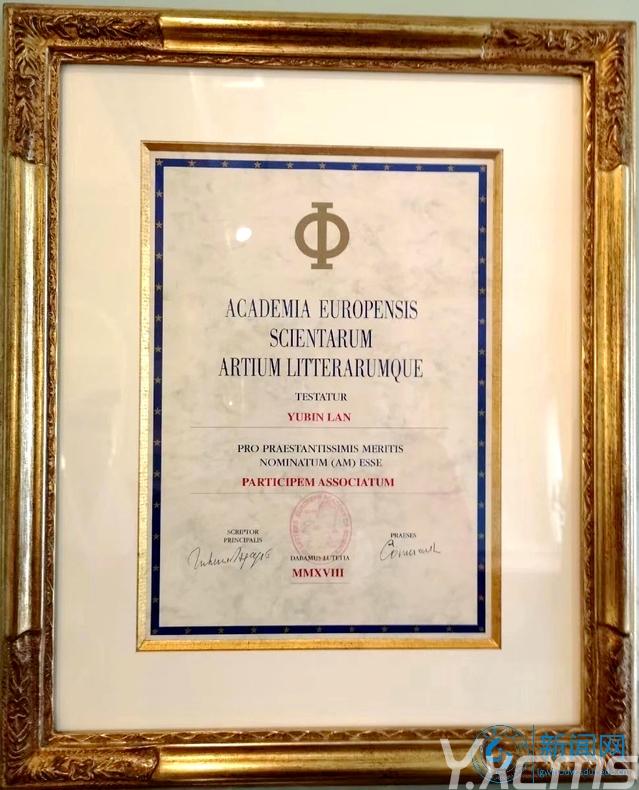 Φ
ACADEMIA EUROPENSIS
SCIENTARUM
ARTIUM LITTERARUMQUE
TESTATUR
YUBIN LAN
PRO PRAESTANTISSIMIS MERITIS
NOMINATUM (AM) ESSE
PARTICIPEM ASSOCIATUM
SCRIPTOR
PRINCIPALIS
PRAESES
DABAMUS LUTETIA
MMXVIII
新闻网
Y.xcms